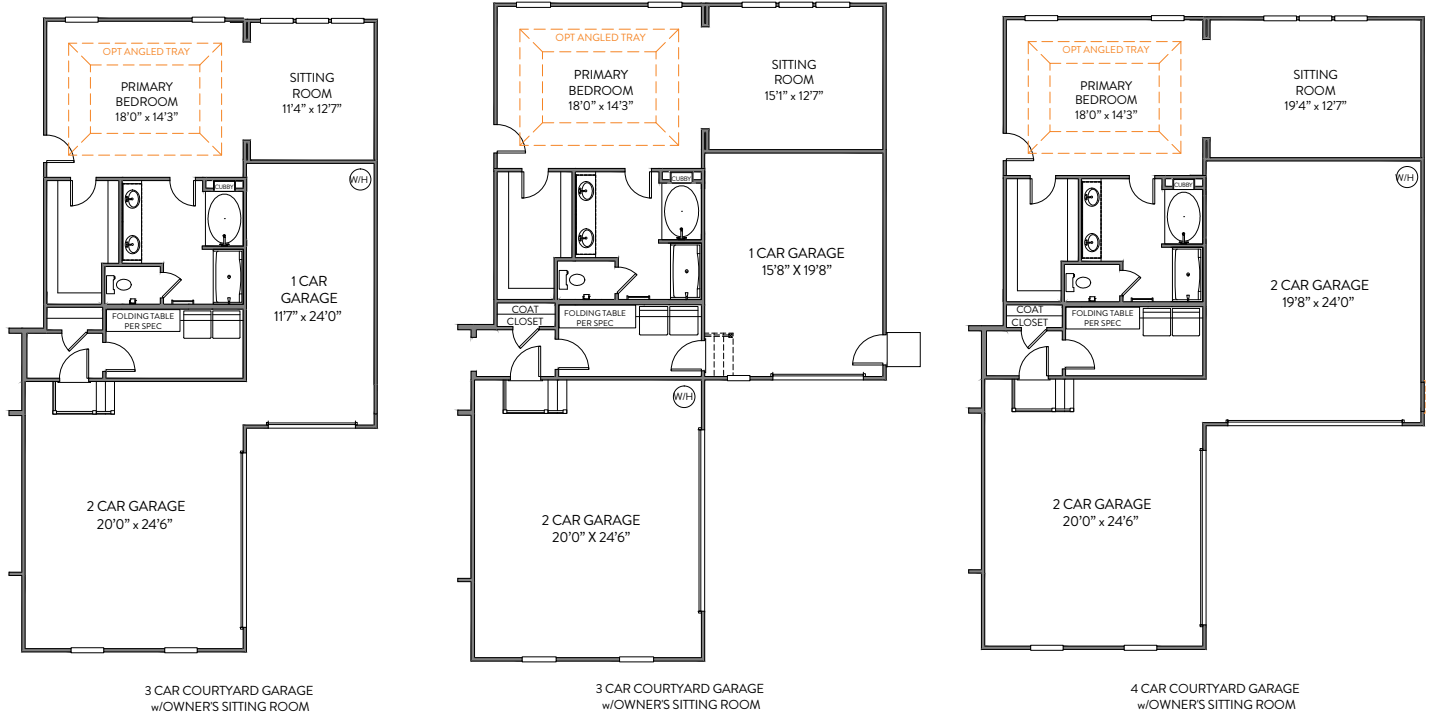 OPT ANGLED TRAY
PRIMARY
BEDROOM
18'0" x 14'3"
SITTING
ROOM
11'4" x 12'7"
W/H
CUBBY
1 CAR
GARAGE
11'7" x 24'0"
FOLDING TABLE
PER SPEC
2 CAR GARAGE
20'0" x 24'6"
3 CAR COURTYARD GARAGE
w/OWNER'S SITTING ROOM
OPT ANGLED TRAY
PRIMARY
BEDROOM
18'0" x 14'3"
SITTING
ROOM
15'1" x 12'7"
CUBBY
1 CAR GARAGE
15'8" X 19'8"
COAT
CLOSET
FOLDING TABLE
PER SPEC
W/H
2 CAR GARAGE
20'0" X 24'6"
3 CAR COURTYARD GARAGE
w/OWNER'S SITTING ROOM
OPT ANGLED TRAY
PRIMARY
BEDROOM
18'0" x 14'3"
SITTING
ROOM
19'4" x 12'7"
W/H
CUBBY
2 CAR GARAGE
19'8" x 24'0"
COAT
CLOSET
FOLDING TABLE
PER SPEC
2 CAR GARAGE
20'0" x 24'6"
4 CAR COURTYARD GARAGE
w/OWNER'S SITTING ROOM